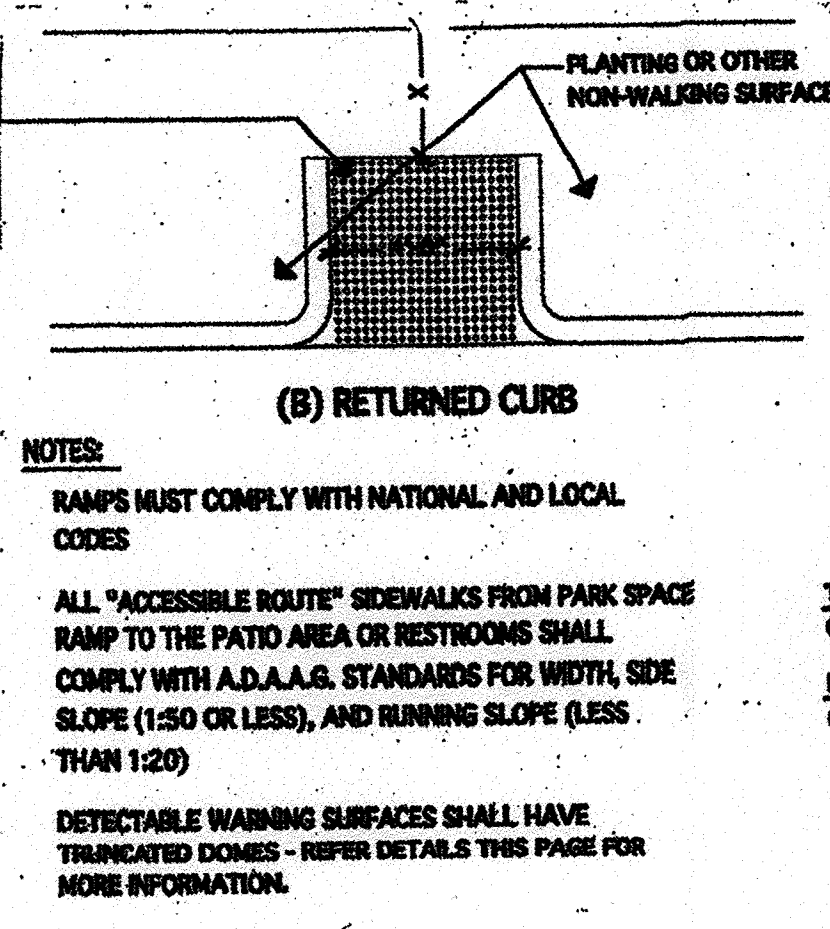 PLANTING OR OTHER
NON-WALKING SURFACE
X
(B) RETURNED CURB
NOTES:
RAMPS MUST COMPLY WITH NATIONAL AND LOCAL
CODES
ALL "ACCESSIBLE ROUTE" SIDEWALKS FROM PARK SPACE
RAMP TO THE PATIO AREA OR RESTROOMS SHALL
COMPLY WITH A.D.A.A.G. STANDARDS FOR WIDTH, SIDE
SLOPE (1:50 OR LESS), AND RUNNING SLOPE (LESS
THAN 1:20)
DETECTABLE WARNING SURFACES SHALL HAVE
TRUNCATED DOMES - REFER DETAILS THIS PAGE FOR
MORE INFORMATION.